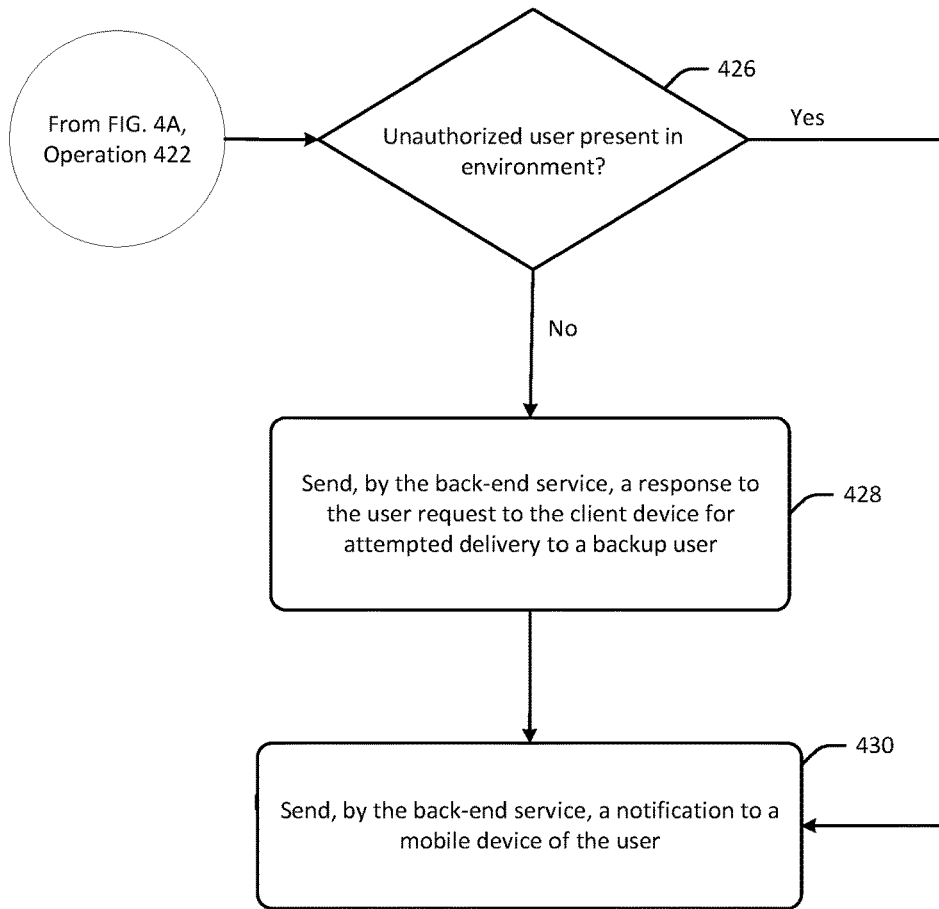 426
From FIG. 4A,
Operation 422
Unauthorized user present in
environment?
Yes
No
Send, by the back-end service, a response to
the user request to the client device for
attempted delivery to a backup user
428
430
Send, by the back-end service, a notification to a
mobile device of the user